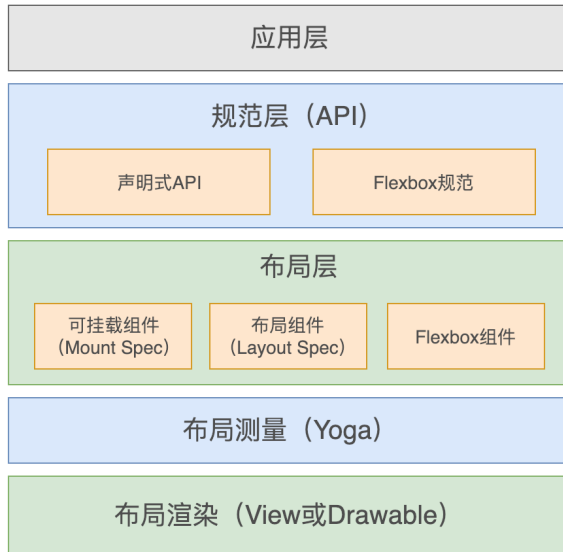 应用层
规范层（API）
声明式API
Flexbox规范
布局层
可挂载组件
（Mount Spec）
布局组件
（Layout Spec）
Flexbox组件
布局测量（Yoga）
布局渲染（View或Drawable）